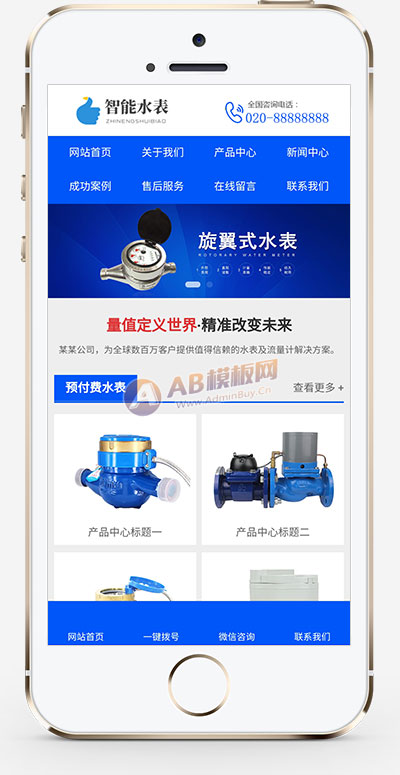 智能水表
ZHINENGSHUIBIAO
全国咨询电话：
020-88888888
网站首页 关于我们 产品中心 新闻中心
成功案例 售后服务 在线留言 联系我们
旋翼式水表
ROTORARY WATER METER
量值定义世界·精准改变未来
某某公司，为全球数百万客户提供值得信赖的水表及流量计解决方案。
预付费水表 查看更多 +
AB模板网
www.AdminBuy.Cn
产品中心标题一 产品中心标题二
网站首页 一键拨号 微信咨询 联系我们